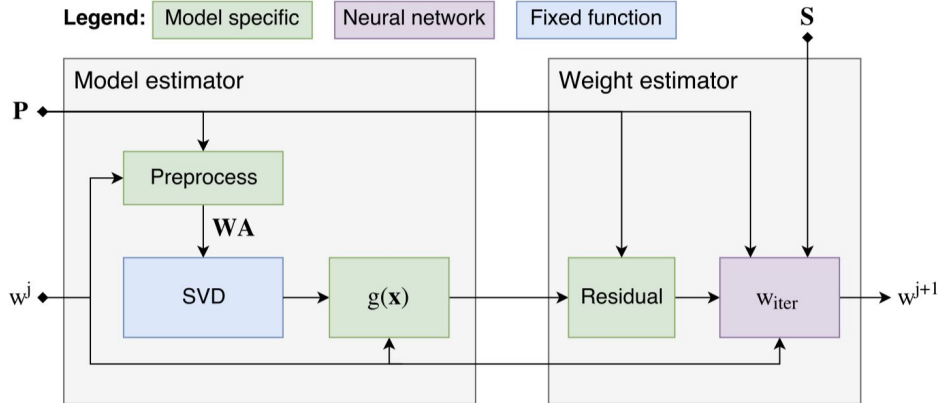 Legend: Model specific Neural network Fixed function
S
Model estimator
Weight estimator
P
Preprocess
WA
w^j
SVD
g(x)
Residual
w_iter
w^{j+1}